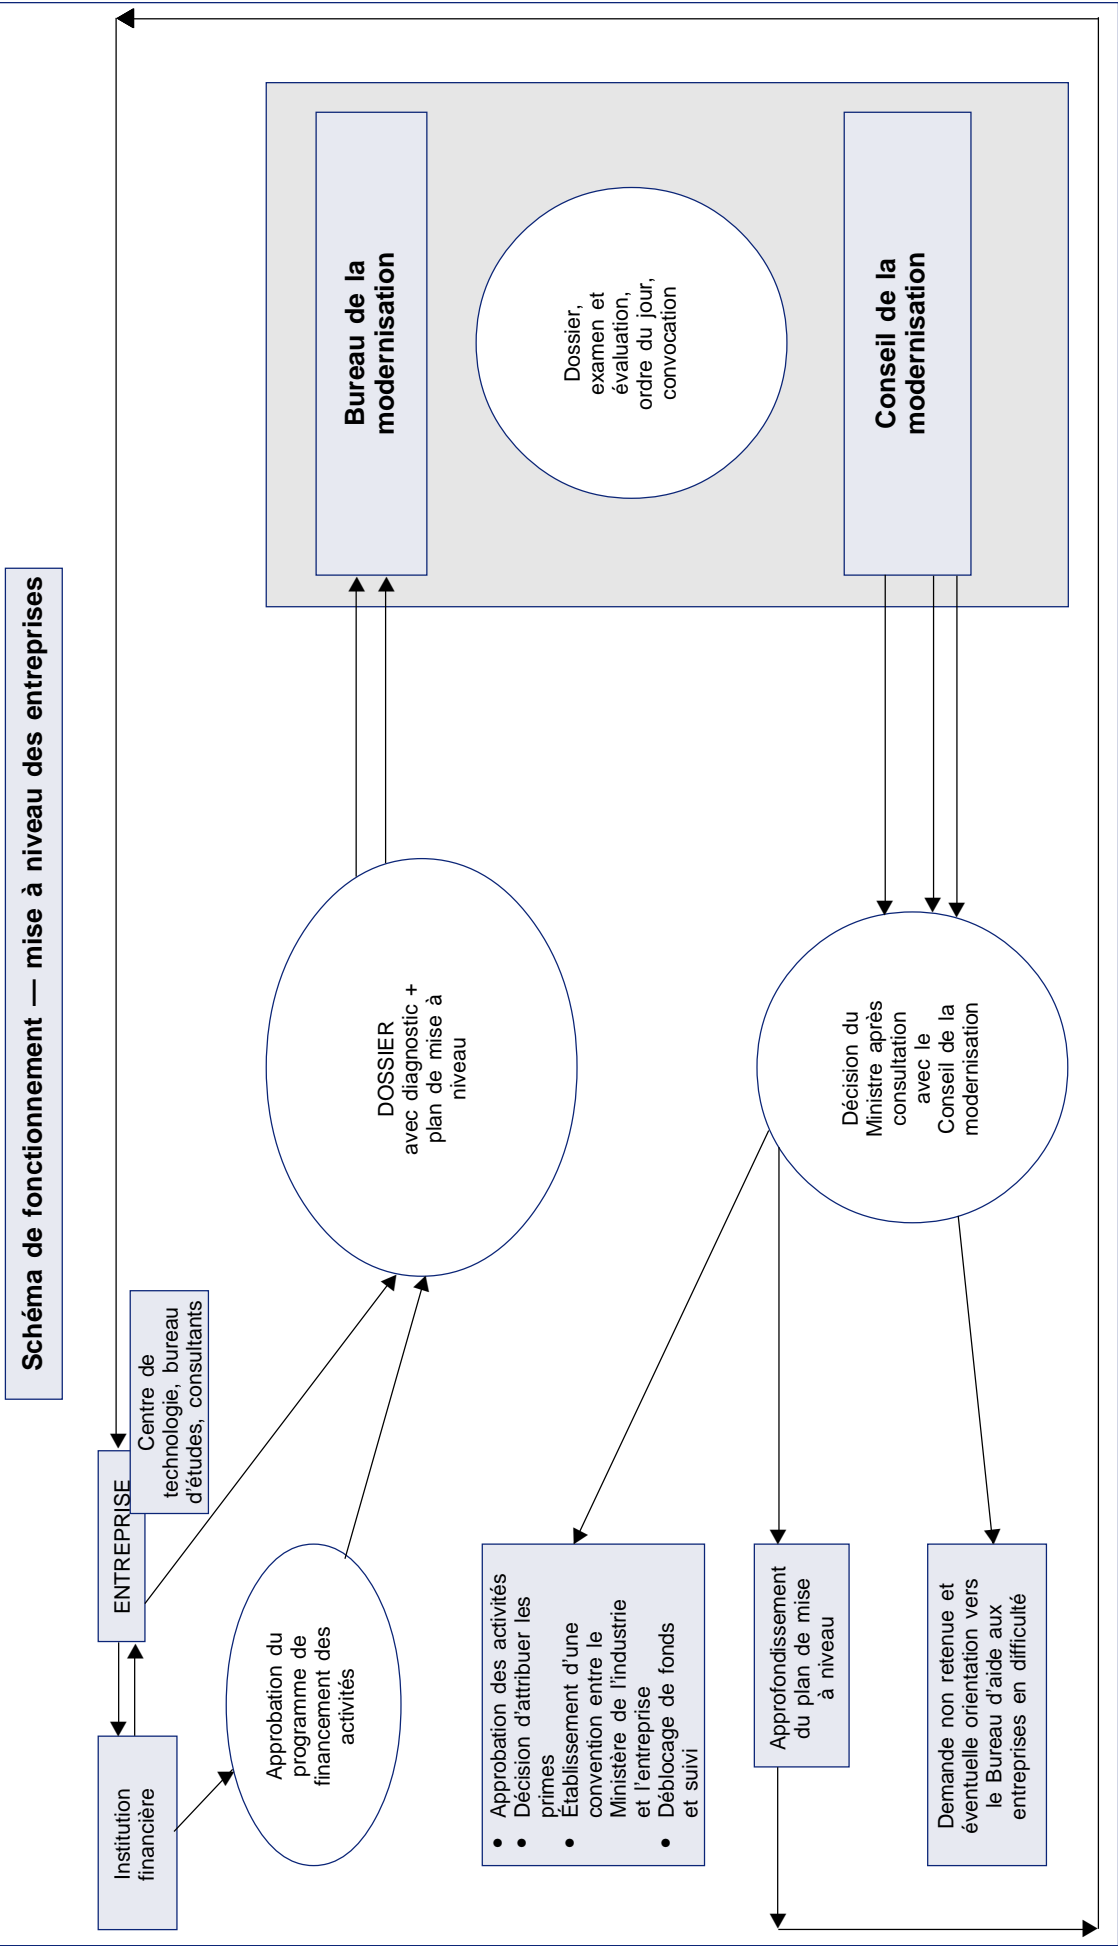 Schéma de fonctionnement — mise à niveau des entreprises
Institution
financière
ENTREPRISE
Centre de
technologie, bureau
d'études, consultants
Approbation du
programme de
financement des
activités
DOSSIER
avec diagnostic +
plan de mise à
niveau
Bureau de la
modernisation
Dossier,
examen et
évaluation,
ordre du jour,
convocation
Conseil de la
modernisation
Décision du
Ministre après
consultation
avec le
Conseil de la
modernisation
• Approbation des activités
• Décision d'attribuer les
primes
• Établissement d'une
convention entre le
Ministère de l'industrie
et l'entreprise
• Déblocage de fonds
et suivi
Approfondissement
du plan de mise
à niveau
Demande non retenue et
éventuelle orientation vers
le Bureau d'aide aux
entreprises en difficulté